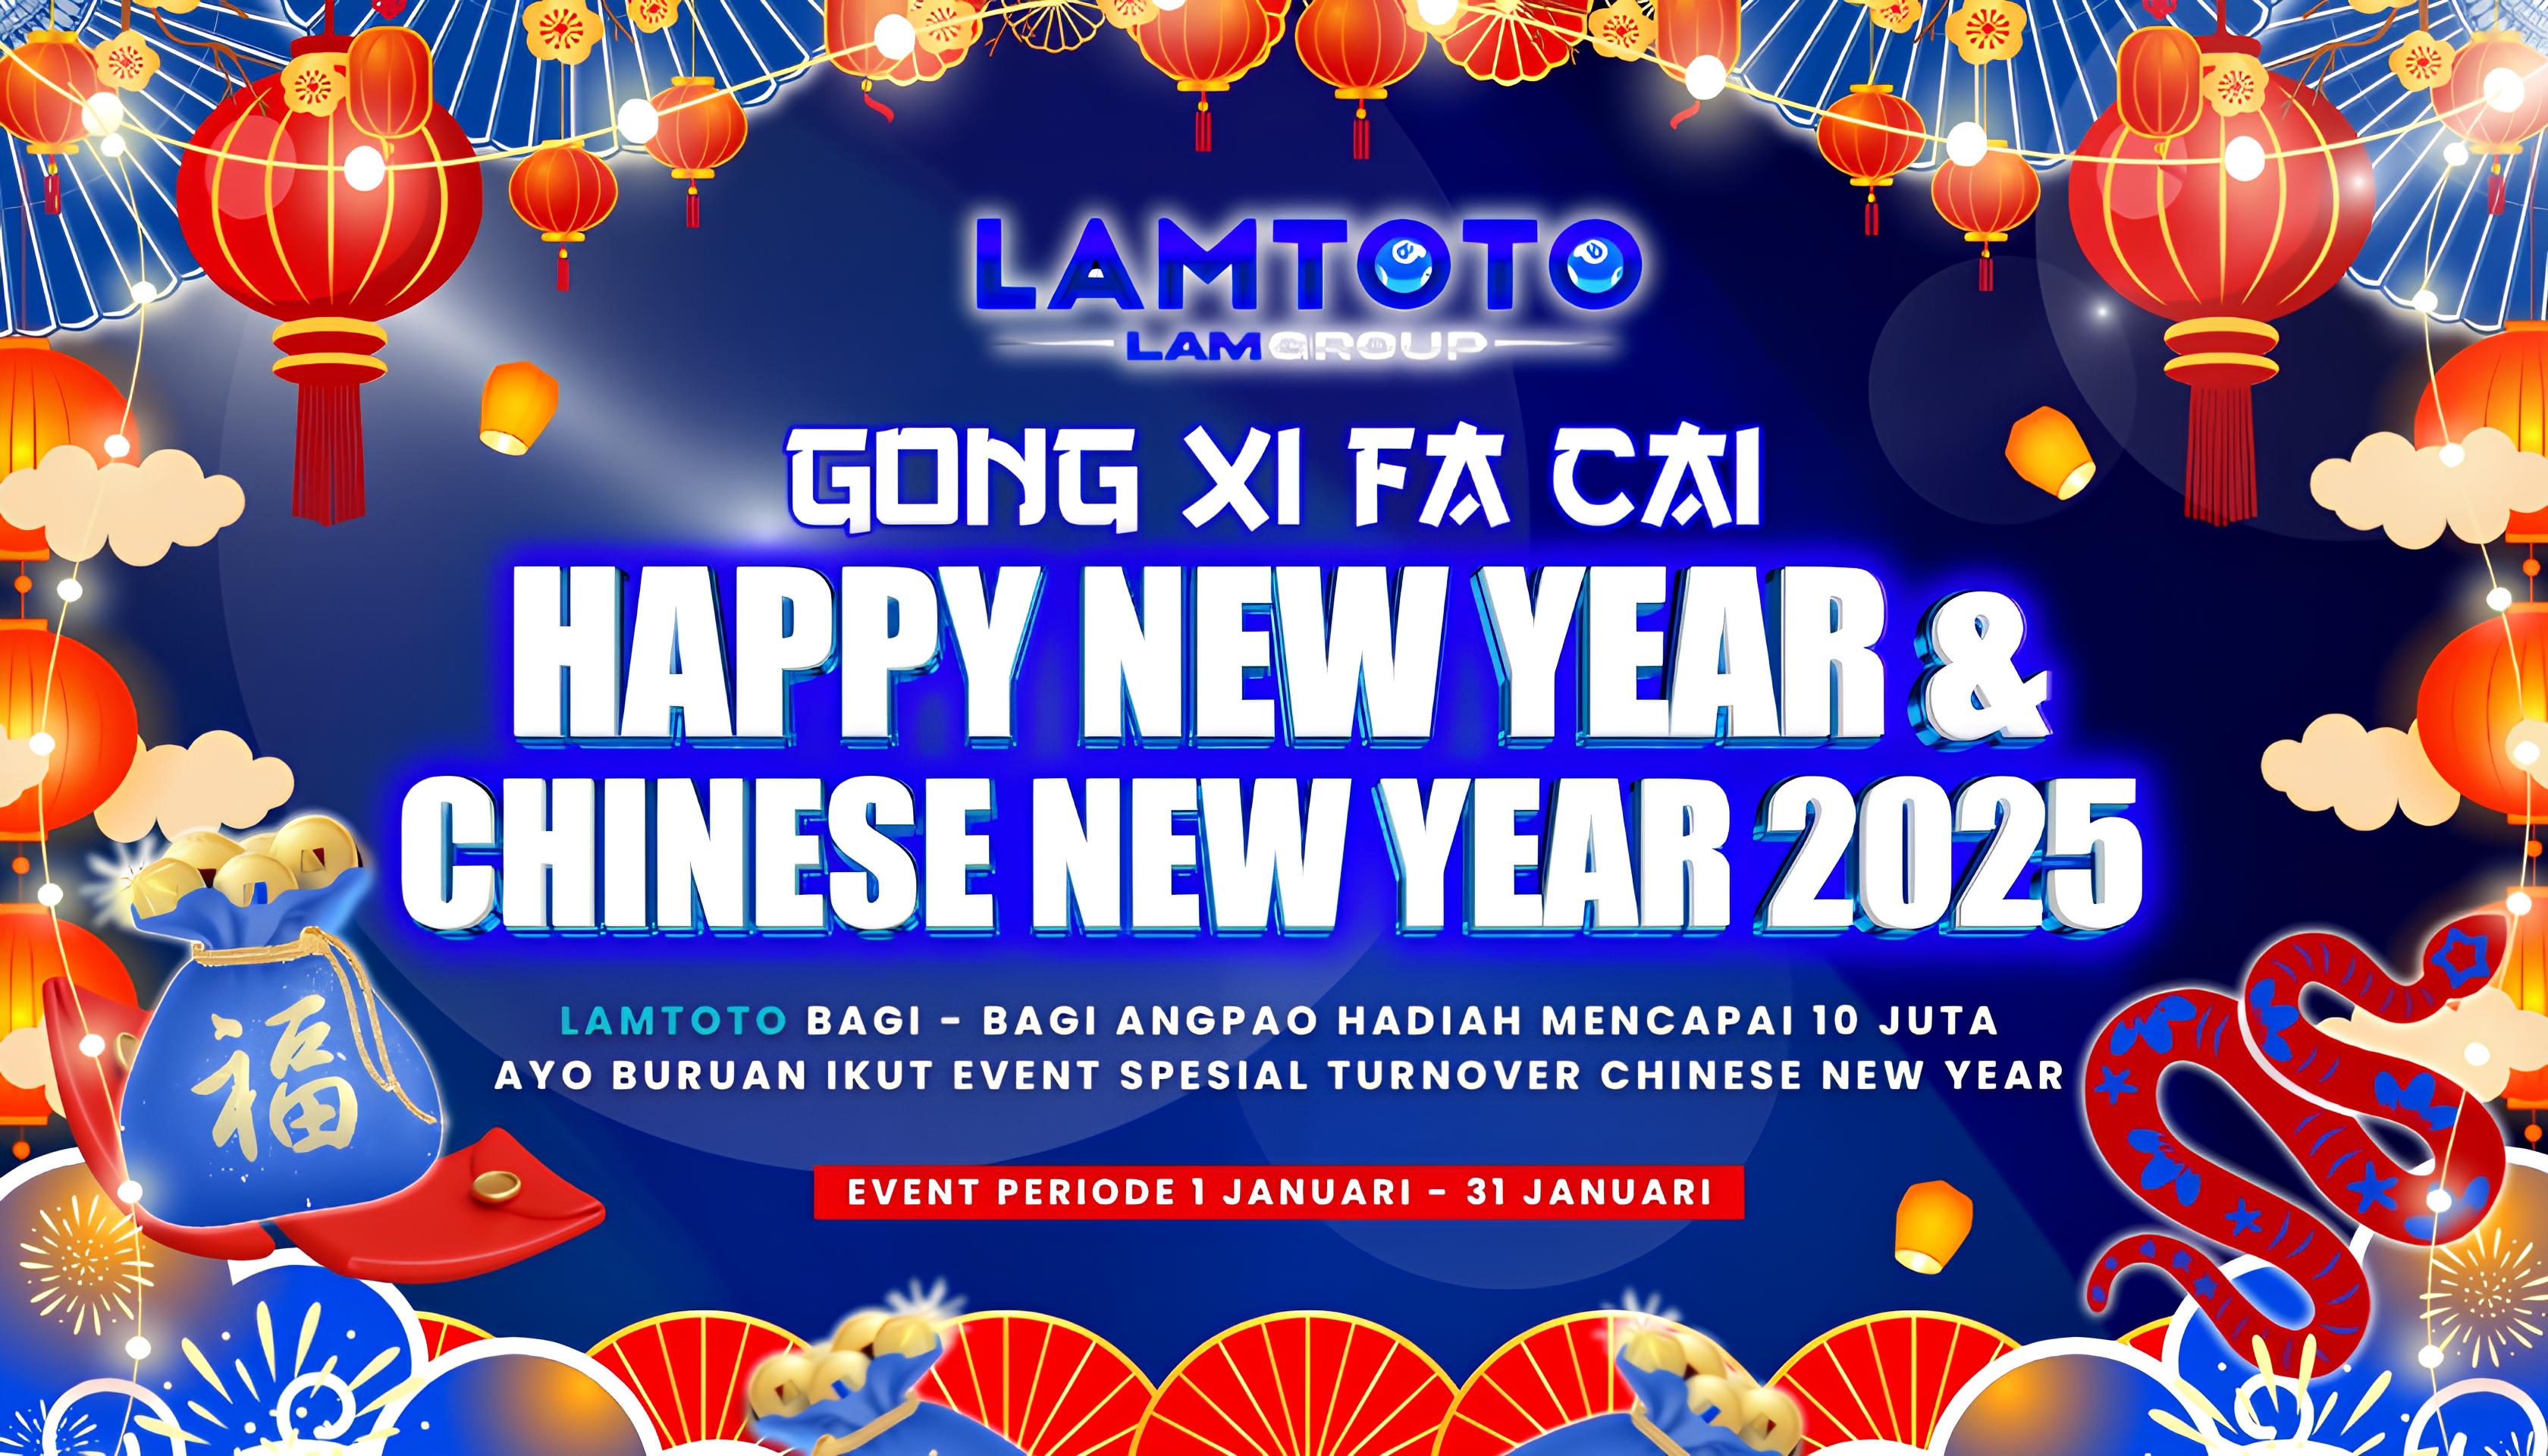 LAMTOTO
LAMGROUP
GONG XI FA CAI
HAPPY NEW YEAR &
CHINESE NEW YEAR 2025
LAMTOTO BAGI - BAGI ANGPAO HADIAH MENCAPAI 10 JUTA
AYO BURUAN IKUT EVENT SPESIAL TURNOVER CHINESE NEW YEAR
福
EVENT PERIODE 1 JANUARI - 31 JANUARI